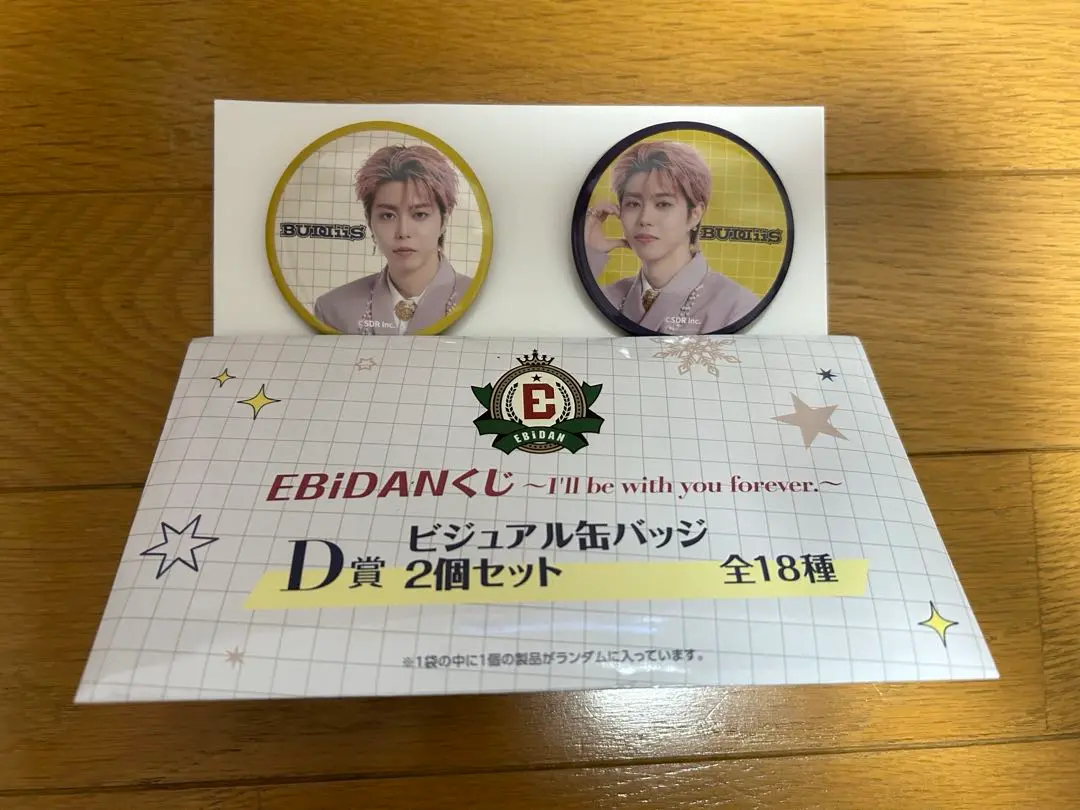 BUDDiiS
©SDR Inc.
BUDDiiS
©SDR Inc.
E
EBiDAN
EBiDANくじ ～I'll be with you forever.～
D賞 ビジュアル缶バッジ
2個セット 全18種
※1袋の中に1個の製品がランダムに入っています。